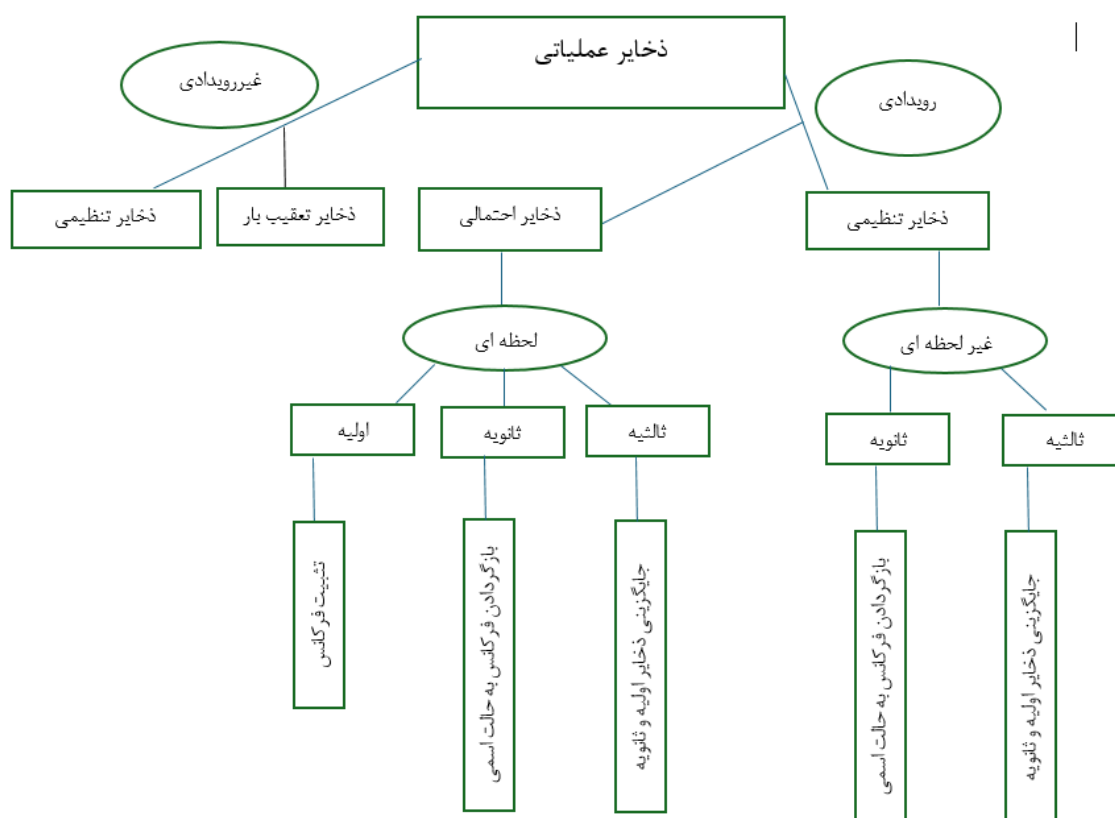 ذخایر عملیاتی
رویدادی
غیررویدادی
ذخایر تنظیمی
ذخایر احتمالی
ذخایر تعقیب بار
ذخایر تنظیمی
غیر لحظه ای
لحظه ای
ثالثیه
ثانویه
ثالثیه
ثانویه
اولیه
جایگزینی ذخایر اولیه و ثانویه
بازگردادن فرکانس به حالت اسمی
جایگزینی ذخایر اولیه و ثانویه
بازگردادن فرکانس به حالت اسمی
تثبیت فرکانس